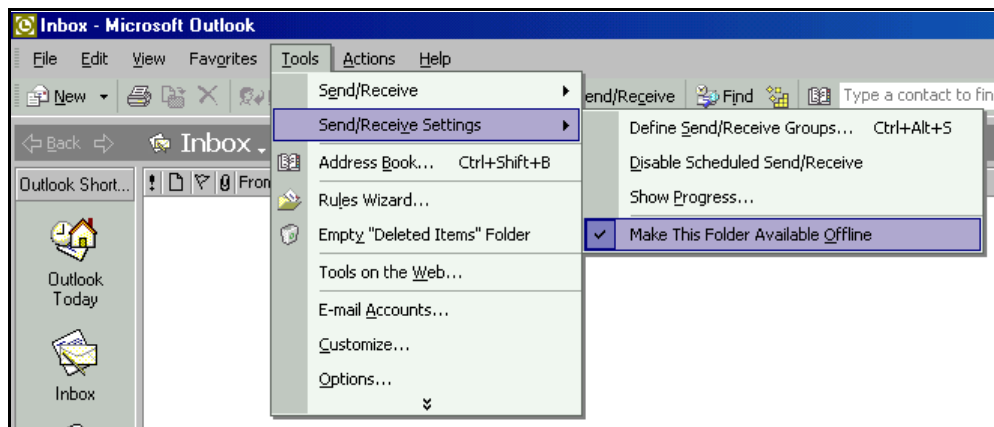 Inbox - Microsoft Outlook
File Edit View Favorites Tools Actions Help
New end/Receive Find Type a contact to fin
Back Inbox
Outlook Short... ! From
Outlook
Today
Inbox
Send/Receive
Send/Receive Settings
Address Book... Ctrl+Shift+B
Rules Wizard...
Empty "Deleted Items" Folder
Tools on the Web...
E-mail Accounts...
Customize...
Options...
Define Send/Receive Groups... Ctrl+Alt+S
Disable Scheduled Send/Receive
Show Progress...
Make This Folder Available Offline